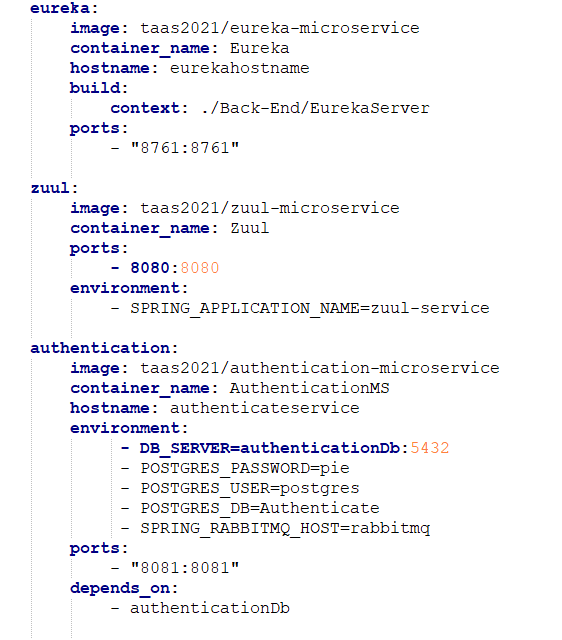 eureka:
    image: taas2021/eureka-microservice
    container_name: Eureka
    hostname: eurekahostname
    build:
        context: ./Back-End/EurekaServer
    ports:
        - "8761:8761"

zuul:
    image: taas2021/zuul-microservice
    container_name: Zuul
    ports:
        - 8080:8080
    environment:
        - SPRING_APPLICATION_NAME=zuul-service

authentication:
    image: taas2021/authentication-microservice
    container_name: AuthenticationMS
    hostname: authenticateservice
    environment:
         - DB_SERVER=authenticationDb:5432
         - POSTGRES_PASSWORD=pie
         - POSTGRES_USER=postgres
         - POSTGRES_DB=Authenticate
         - SPRING_RABBITMQ_HOST=rabbitmq
    ports:
        - "8081:8081"
    depends_on:
        - authenticationDb